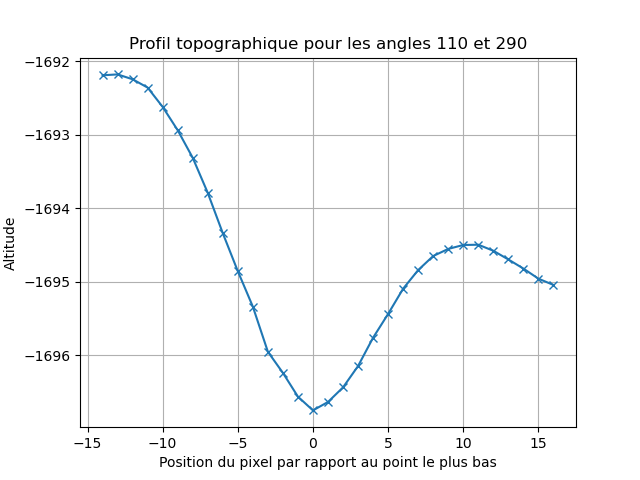 Profil topographique pour les angles 110 et 290
−1692
−1693
−1694
−1695
−1696
Altitude
−15 −10 −5 0 5 10 15
Position du pixel par rapport au point le plus bas